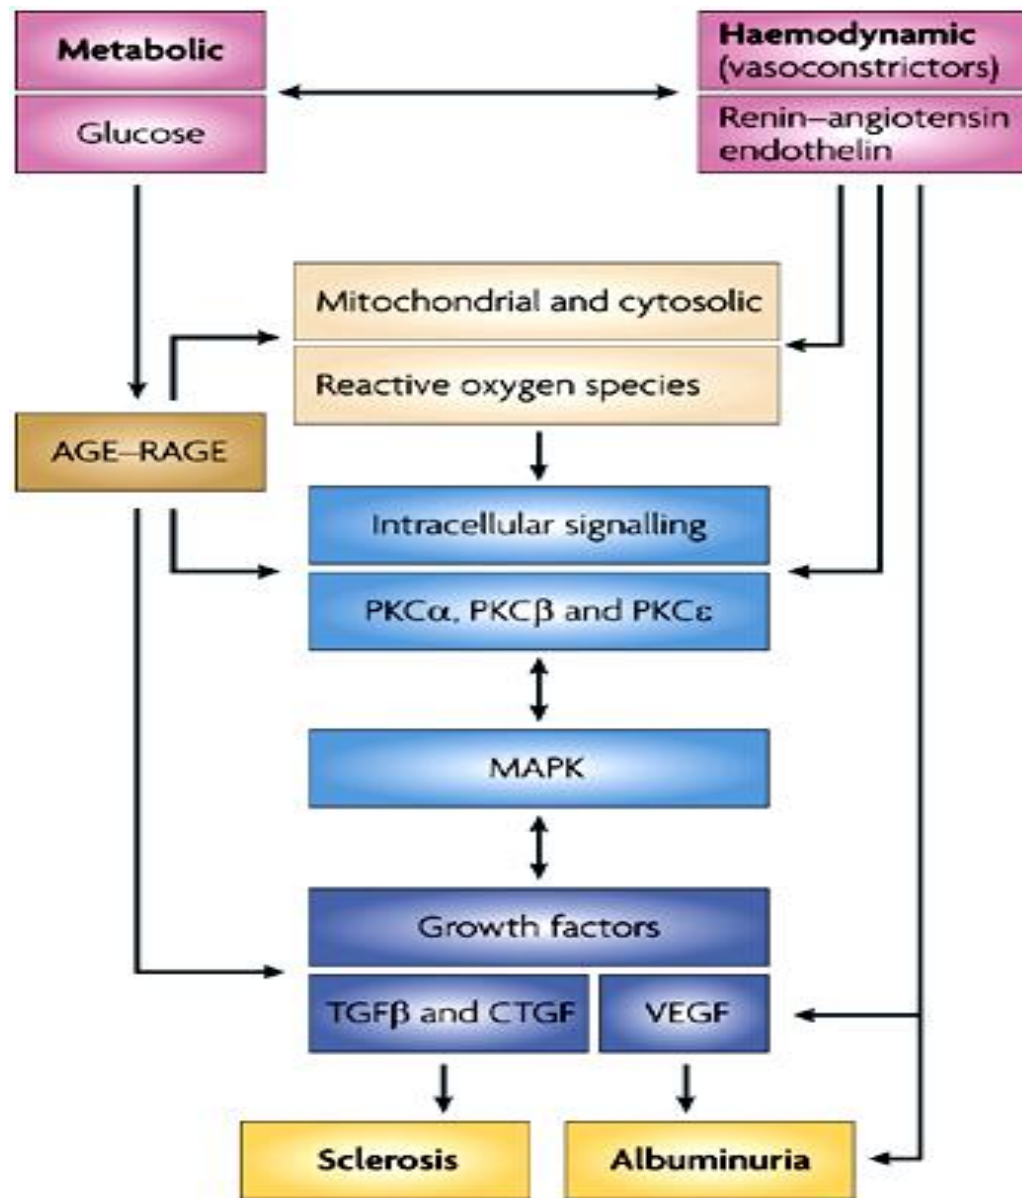 Metabolic
Glucose
Haemodynamic
(vasoconstrictors)
Renin–angiotensin
endothelin
Mitochondrial and cytosolic
Reactive oxygen species
AGE–RAGE
Intracellular signalling
PKCα, PKCβ and PKCε
MAPK
Growth factors
TGFβ and CTGF
VEGF
Sclerosis
Albuminuria